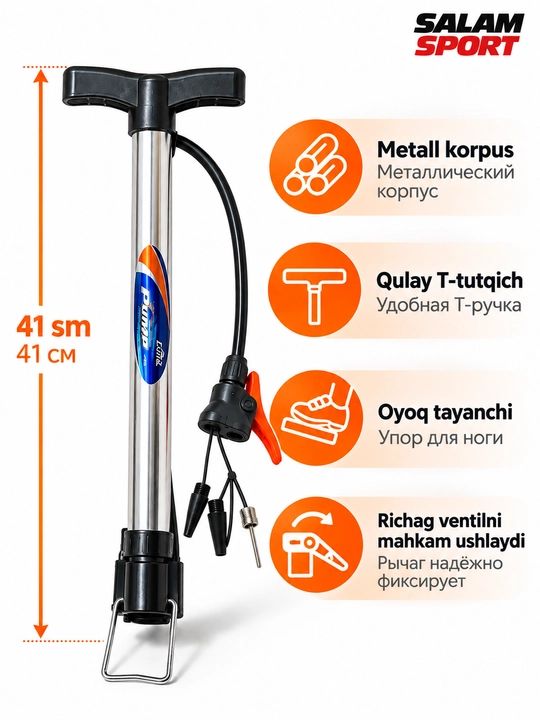 SALAM
SPORT
Metall korpus
Металлический
корпус
Qulay T-tutqich
Удобная Т-ручка
41 sm
41 см
Pump
Oyoq tayanchi
Упор для ноги
Richag ventilni
mahkam ushlaydi
Рычаг надёжно
фиксирует